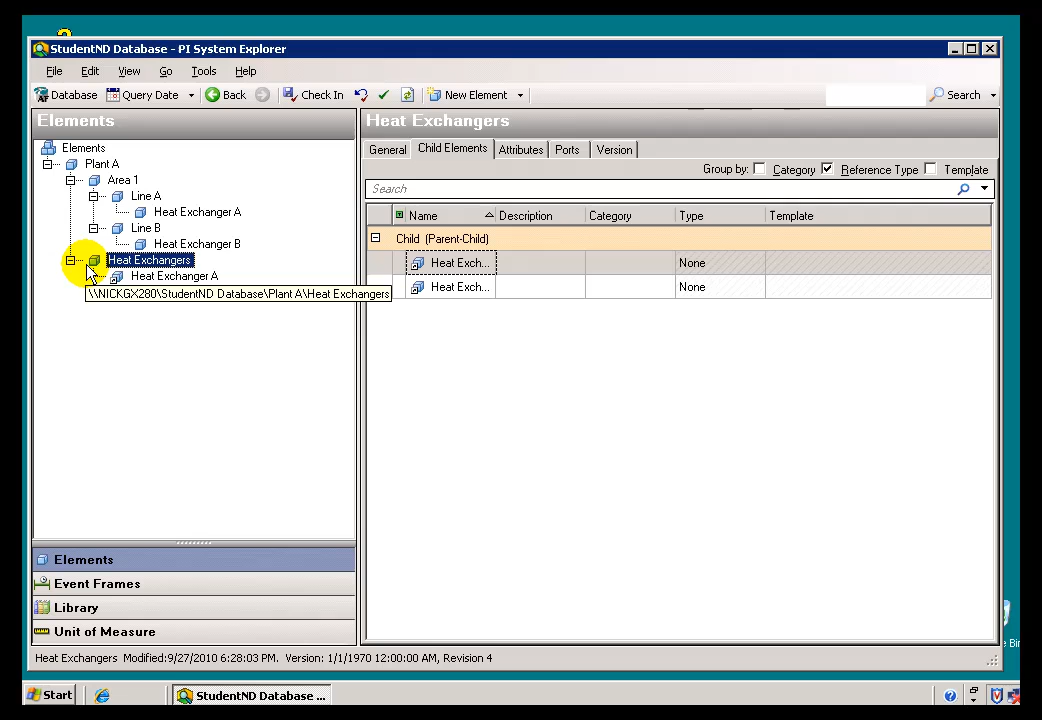 StudentND Database - PI System Explorer
File Edit View Go Tools Help
Database Query Date Back Check In New Element Search
Elements
Heat Exchangers
Elements
Plant A
Area 1
Line A
Heat Exchanger A
Line B
Heat Exchanger B
Heat Exchangers
Heat Exchanger A
\\NICKGX280\StudentND Database\Plant A\Heat Exchangers
General Child Elements Attributes Ports Version
Group by: Category Reference Type Template
Search
Name Description Category Type Template
Child (Parent-Child)
Heat Exch... None
Heat Exch... None
Elements
Event Frames
Library
Unit of Measure
Heat Exchangers Modified:9/27/2010 6:28:03 PM. Version: 1/1/1970 12:00:00 AM, Revision 4
Start StudentND Database ...